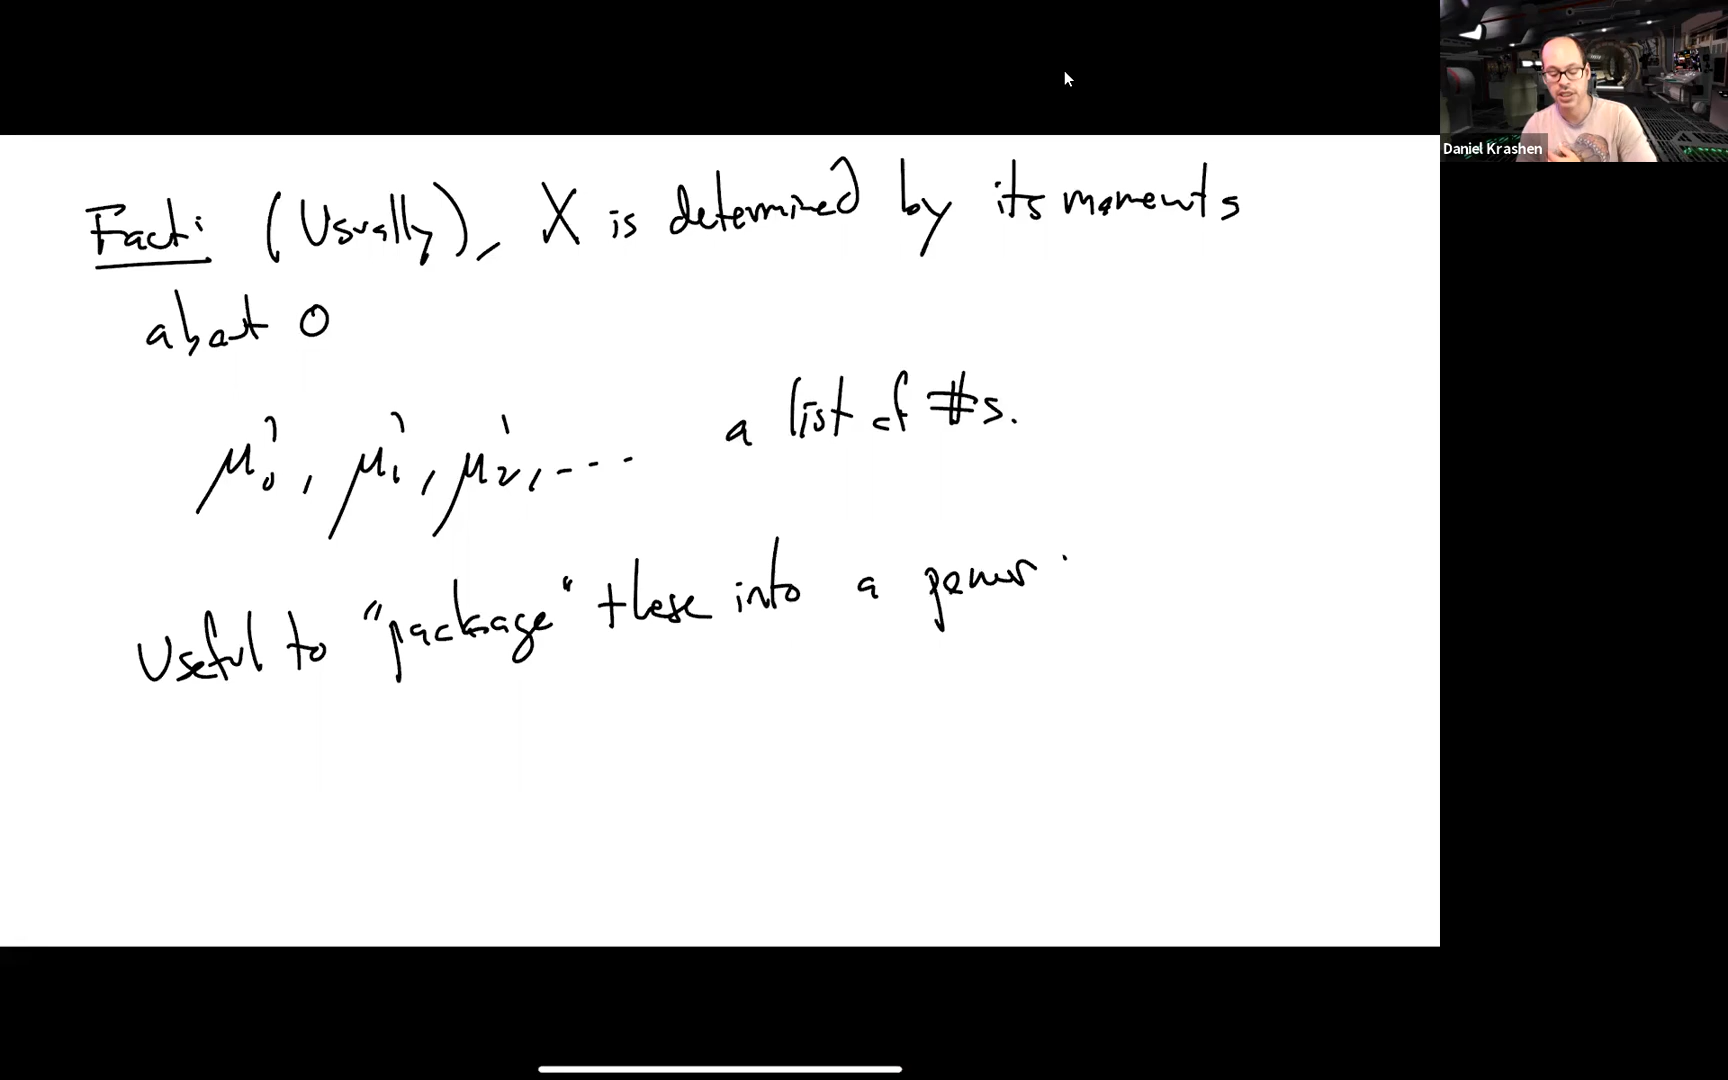 Daniel Krashen
Fact: (Usually), X is determined by its moments
about 0
μ'₀, μ'₁, μ'₂, ... a list of #s.
Useful to "package" these into a power